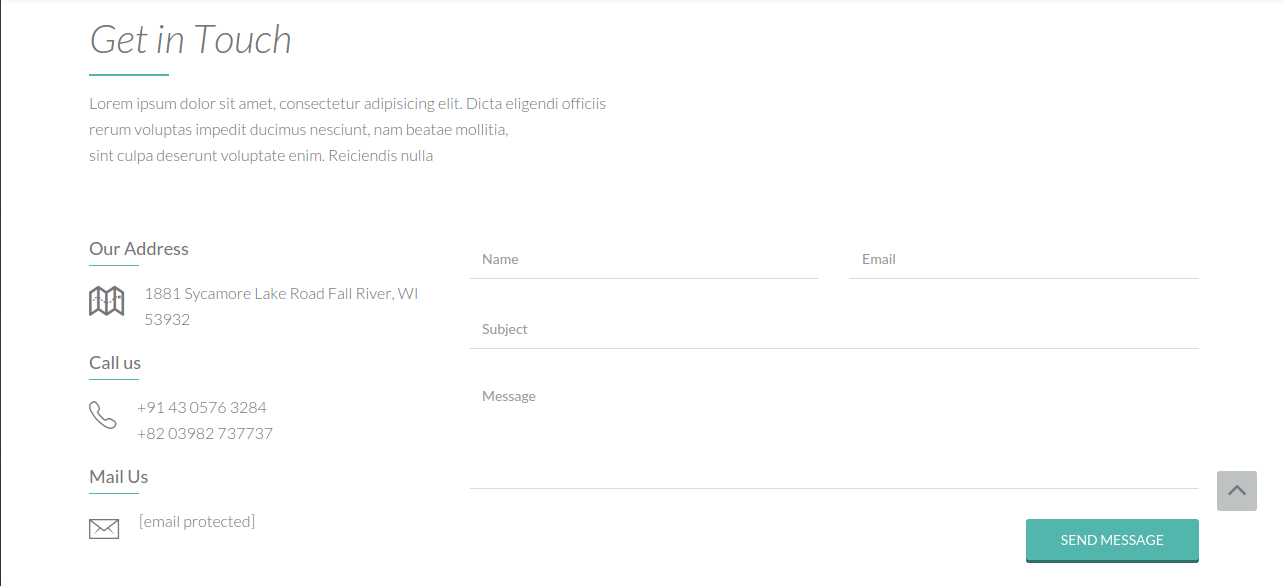 Get in Touch
Lorem ipsum dolor sit amet, consectetur adipisicing elit. Dicta eligendi officiis
rerum voluptas impedit ducimus nesciunt, nam beatae mollitia,
sint culpa deserunt voluptate enim. Reiciendis nulla
Our Address
1881 Sycamore Lake Road Fall River, WI
53932
Call us
+91 43 0576 3284
+82 03982 737737
Mail Us
[email protected]
Name
Email
Subject
Message
SEND MESSAGE